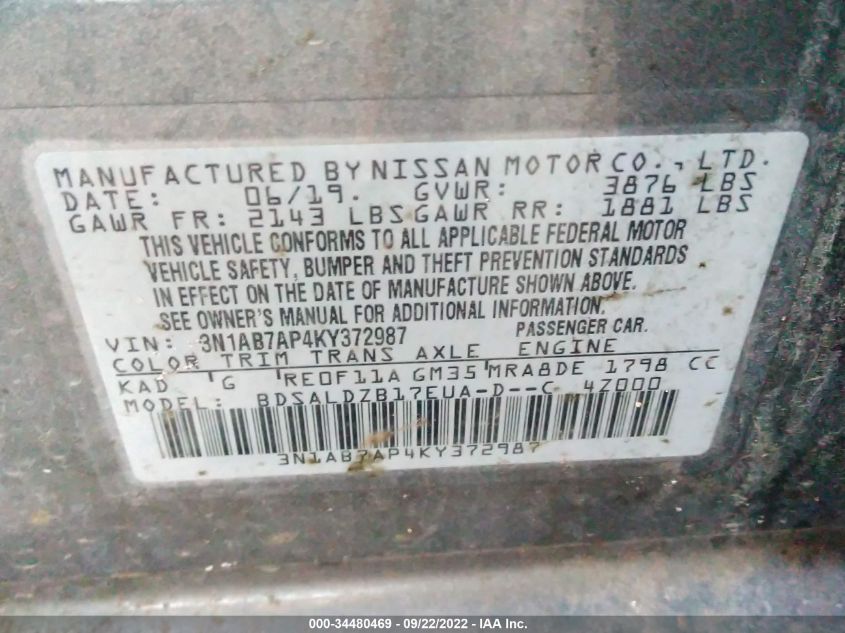 MANUFACTURED BY NISSAN MOTOR CO., LTD.
DATE: 06/19. GVWR: 3876 LBS
GAWR FR: 2143 LBS GAWR RR: 1881 LBS
THIS VEHICLE CONFORMS TO ALL APPLICABLE FEDERAL MOTOR
VEHICLE SAFETY, BUMPER AND THEFT PREVENTION STANDARDS
IN EFFECT ON THE DATE OF MANUFACTURE SHOWN ABOVE.
SEE OWNER'S MANUAL FOR ADDITIONAL INFORMATION.
VIN: 3N1AB7AP4KY372987 PASSENGER CAR.
COLOR TRIM TRANS AXLE ENGINE
KAD G RE0F11A GM35 MRA8DE 1798 CC
MODEL: BDSALDZB17EUA-D--C 4Z000
3N1AB7AP4KY372987
000-34480469 - 09/22/2022 - IAA Inc.